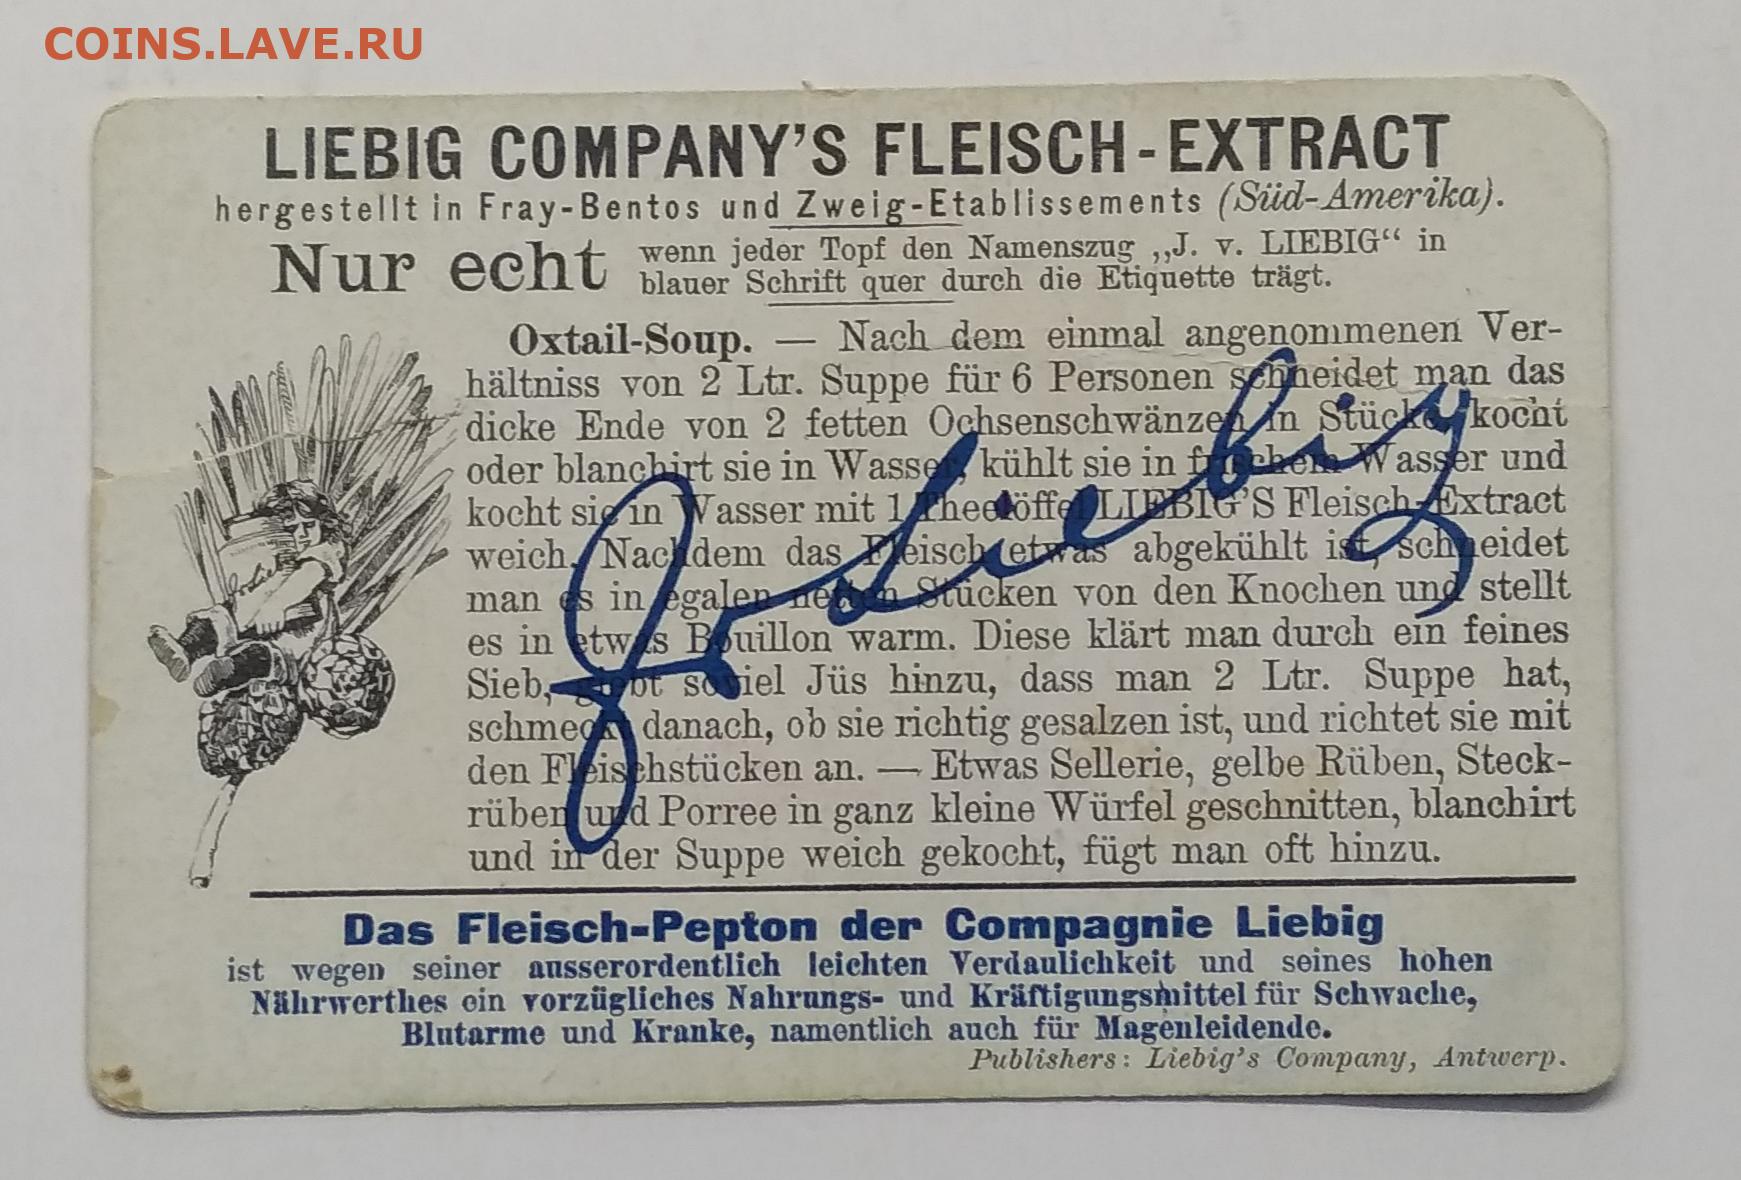 COINS.LAVE.RU
LIEBIG COMPANY'S FLEISCH-EXTRACT
hergestellt in Fray-Bentos und Zweig-Etablissements (Süd-Amerika).
Nur echt wenn jeder Topf den Namenszug „J. v. LIEBIG“ in
blauer Schrift quer durch die Etiquette trägt.
Oxtail-Soup. — Nach dem einmal angenommenen Ver-
hältniss von 2 Ltr. Suppe für 6 Personen schneidet man das
dicke Ende von 2 fetten Ochsenschwänzen in Stücke, kocht
oder blanchirt sie in Wasser, kühlt sie in frischem Wasser und
kocht sie in Wasser mit 1 Theelöffel LIEBIG'S Fleisch-Extract
weich. Nachdem das Fleisch etwas abgekühlt ist, schneidet
man es in egalen netten Stücken von den Knochen und stellt
es in etwas Bouillon warm. Diese klärt man durch ein feines
Sieb, giebt soviel Jüs hinzu, dass man 2 Ltr. Suppe hat,
schmeckt danach, ob sie richtig gesalzen ist, und richtet sie mit
den Fleischstücken an. — Etwas Sellerie, gelbe Rüben, Steck-
rüben und Porree in ganz kleine Würfel geschnitten, blanchirt
und in der Suppe weich gekocht, fügt man oft hinzu.
JvLiebig
Das Fleisch-Pepton der Compagnie Liebig
ist wegen seiner ausserordentlich leichten Verdaulichkeit und seines hohen
Nährwerthes ein vorzügliches Nahrungs- und Kräftigungsmittel für Schwache,
Blutarme und Kranke, namentlich auch für Magenleidende.
Publishers: Liebig's Company, Antwerp.